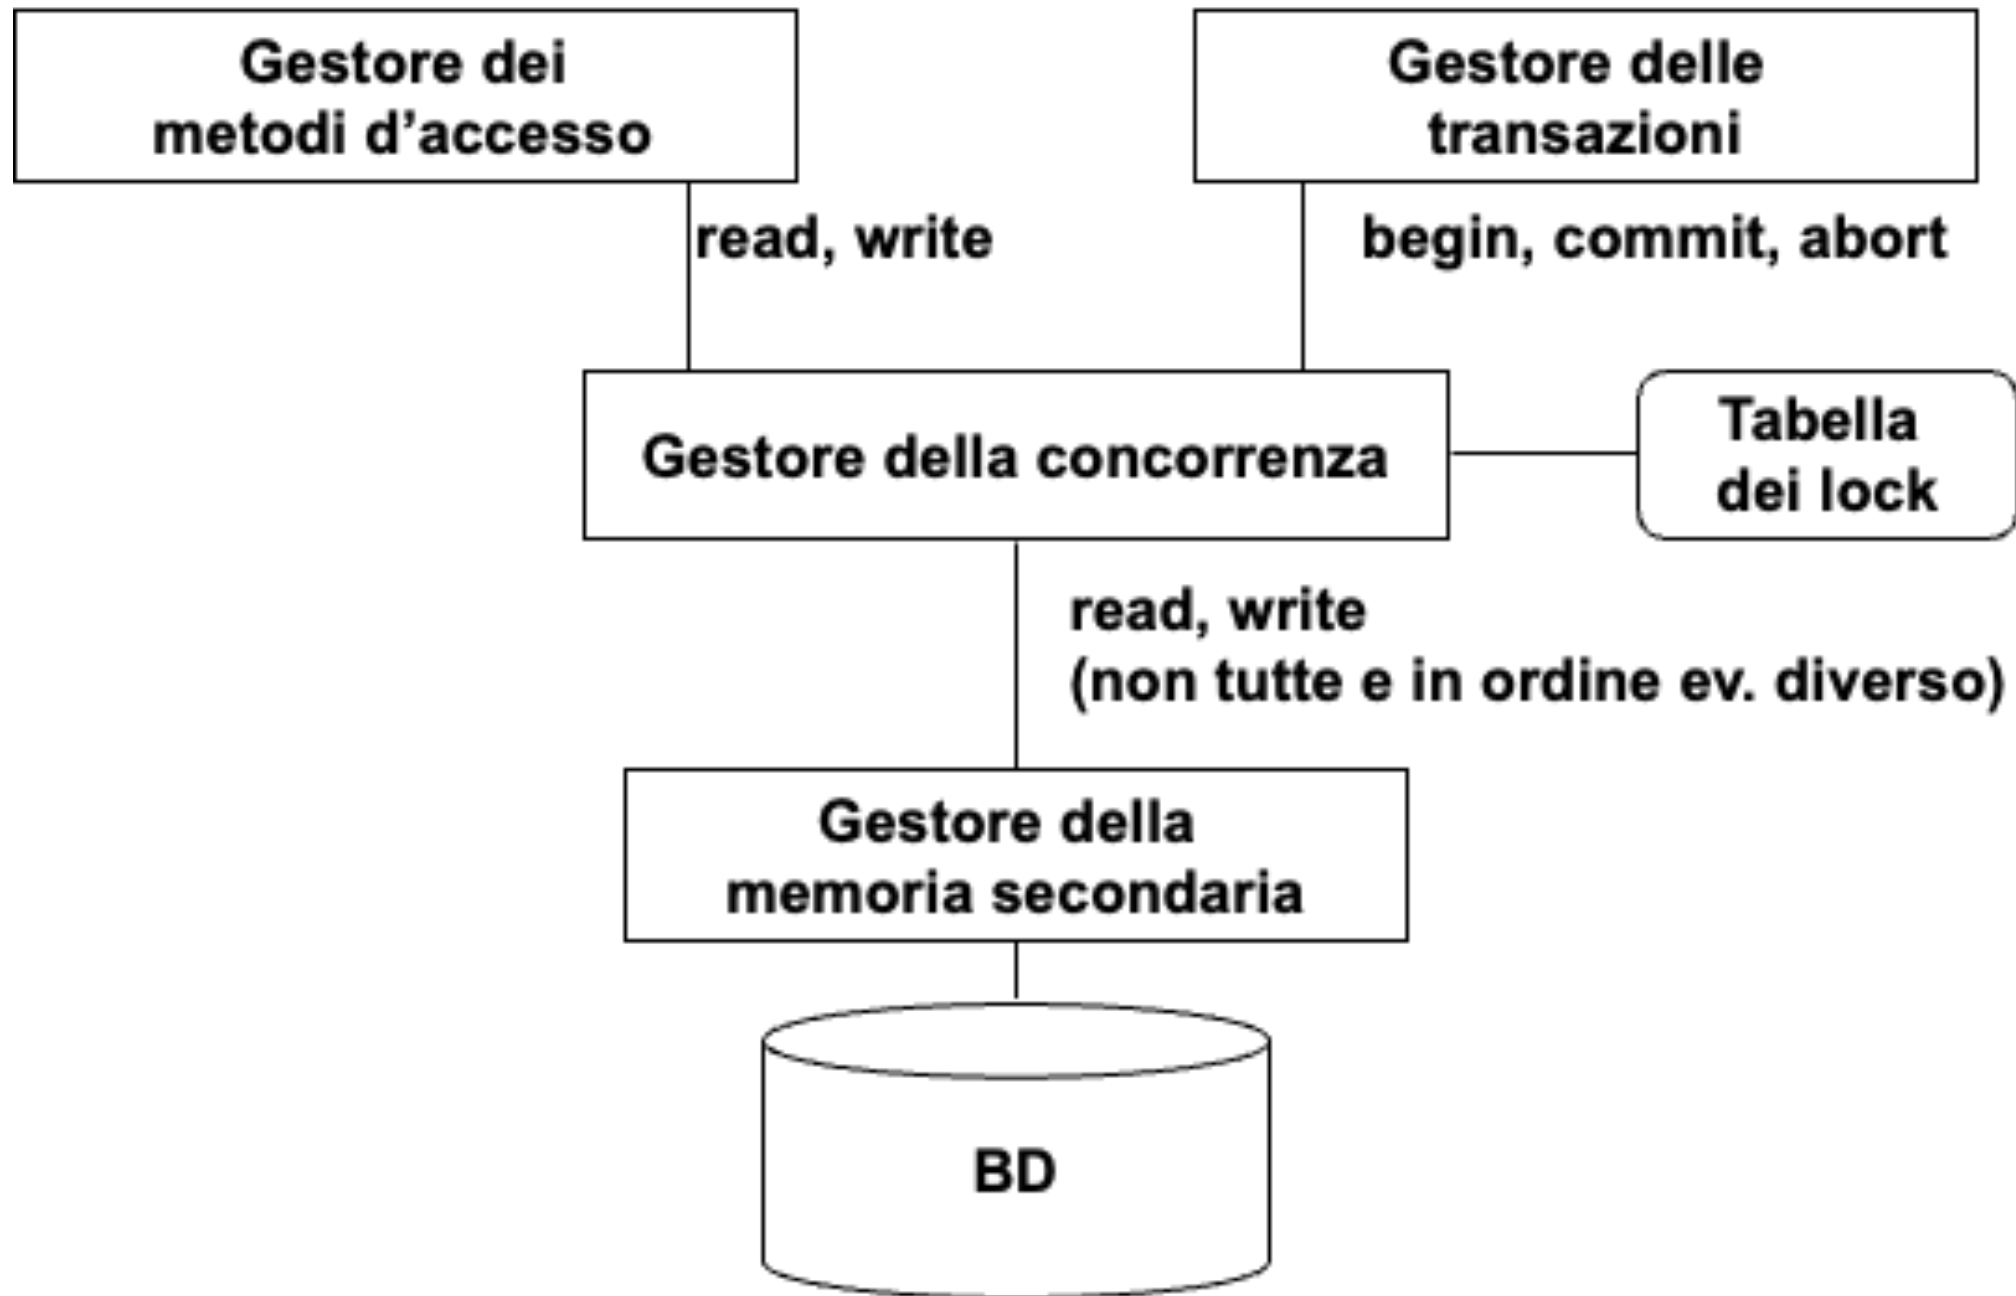 Gestore dei
metodi d’accesso
Gestore delle
transazioni
read, write
begin, commit, abort
Gestore della concorrenza
Tabella
dei lock
read, write
(non tutte e in ordine ev. diverso)
Gestore della
memoria secondaria
BD